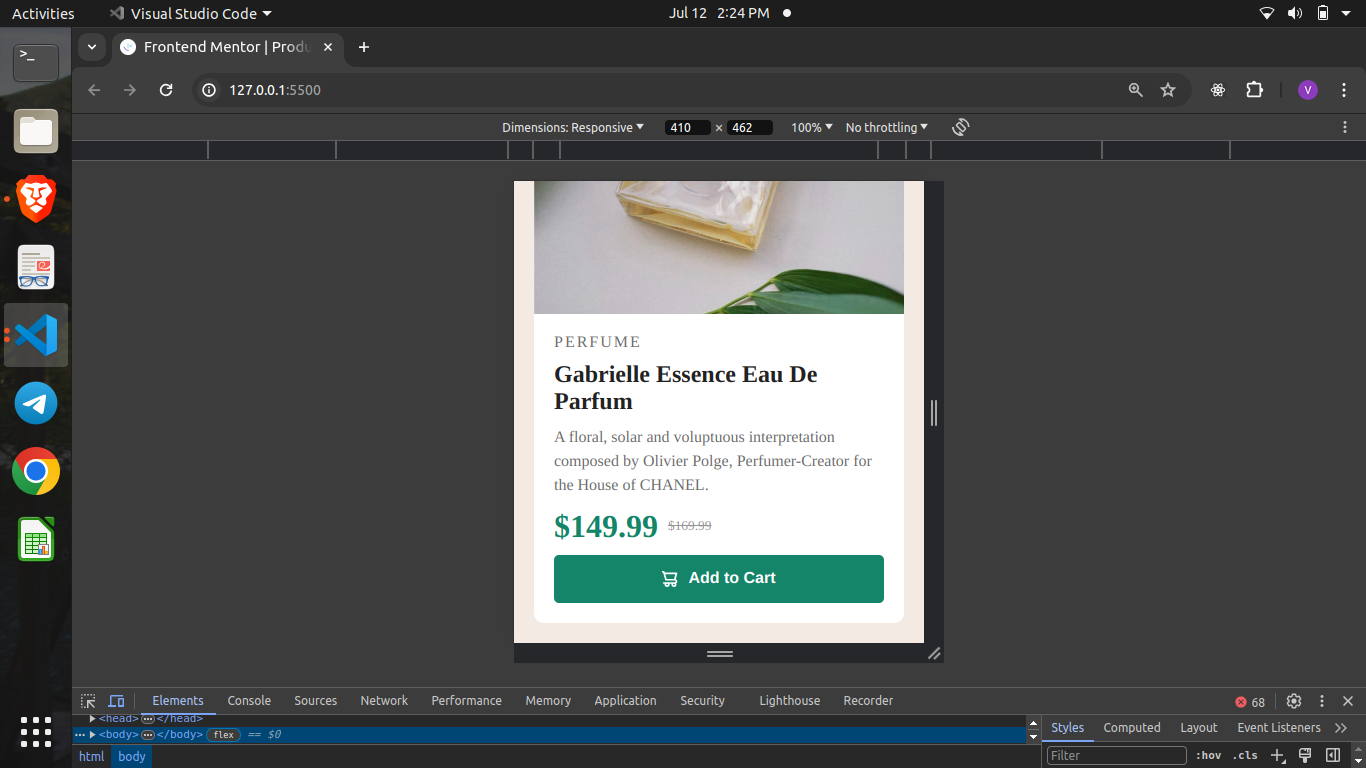 Activities
Visual Studio Code
Jul 12 2:24 PM
>_
Frontend Mentor | Produ
127.0.0.1:5500
V
Dimensions: Responsive
410 × 462
100%
No throttling
PERFUME
Gabrielle Essence Eau De
Parfum
A floral, solar and voluptuous interpretation
composed by Olivier Polge, Perfumer-Creator for
the House of CHANEL.
$149.99 $169.99
Add to Cart
Elements Console Sources Network Performance Memory Application Security Lighthouse Recorder
68
<head>…</head>
<body>…</body> flex == $0
html body
Styles Computed Layout Event Listeners
Filter
:hov .cls